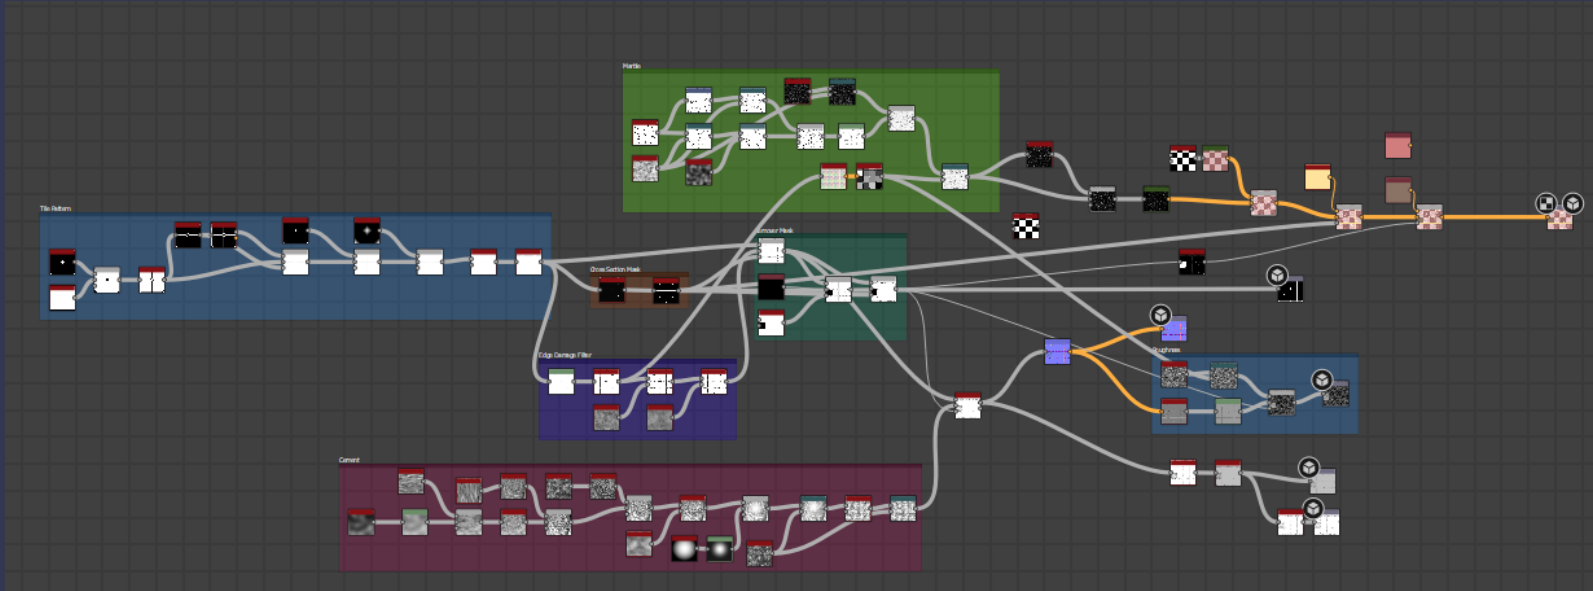 Marble
Tile Pattern
Cross Section Mask
Edge Damage Filter
Roughness
Cement